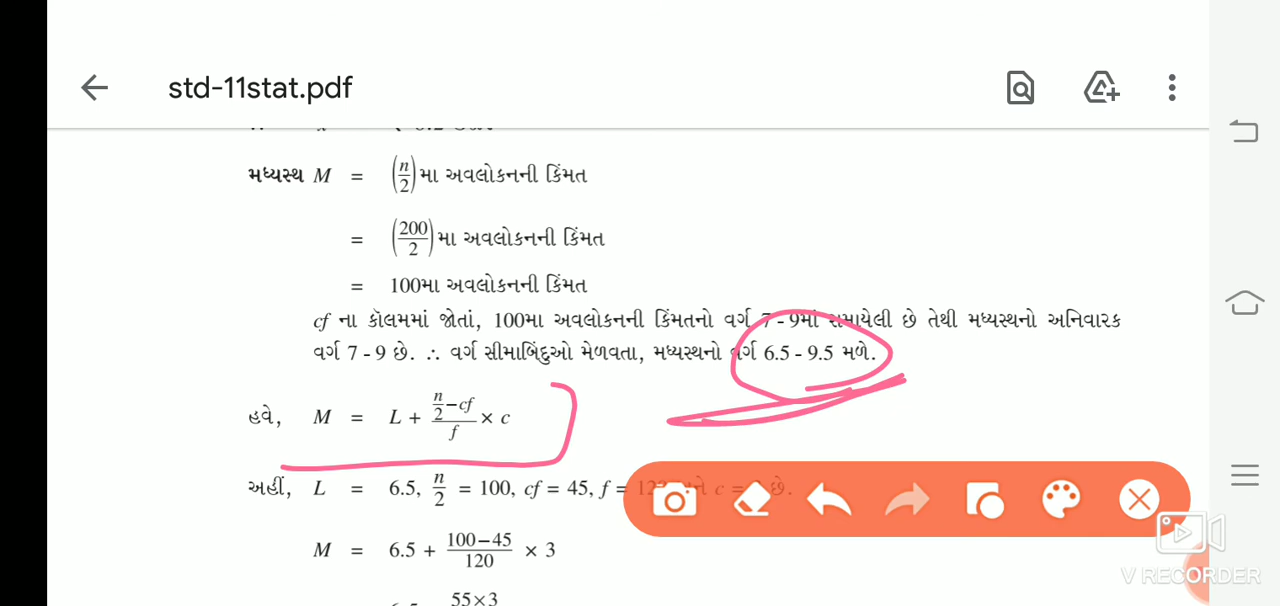 std-11stat.pdf
મધ્યસ્થ M = (n/2)મા અવલોકનની કિંમત
= (200/2)મા અવલોકનની કિંમત
= 100મા અવલોકનની કિંમત
cf ના કૉલમમાં જોતાં, 100મા અવલોકનની કિંમતનો વર્ગ 7 - 9માં સમાયેલી છે તેથી મધ્યસ્થનો અનિવારક
વર્ગ 7 - 9 છે. ∴ વર્ગ સીમાબિંદુઓ મેળવતા, મધ્યસ્થનો વર્ગ 6.5 - 9.5 મળે.
હવે, M = L + (n/2 − cf)/f × c
અહીં, L = 6.5, n/2 = 100, cf = 45, f = છે.
M = 6.5 + (100−45)/120 × 3
55×3
V RECORDER